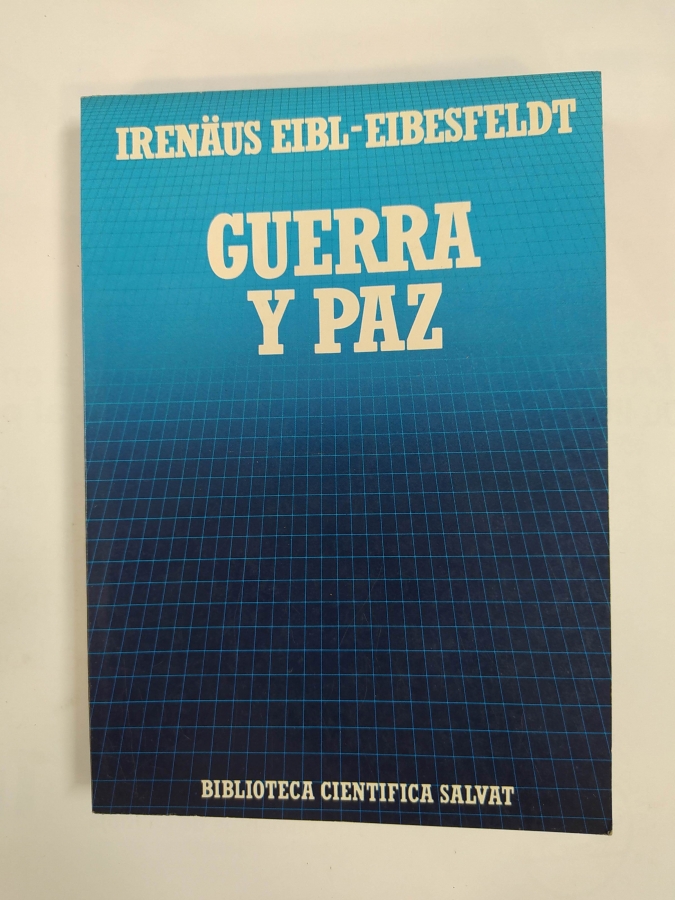 IRENÄUS EIBL-EIBESFELDT
GUERRA
Y PAZ
BIBLIOTECA CIENTIFICA SALVAT